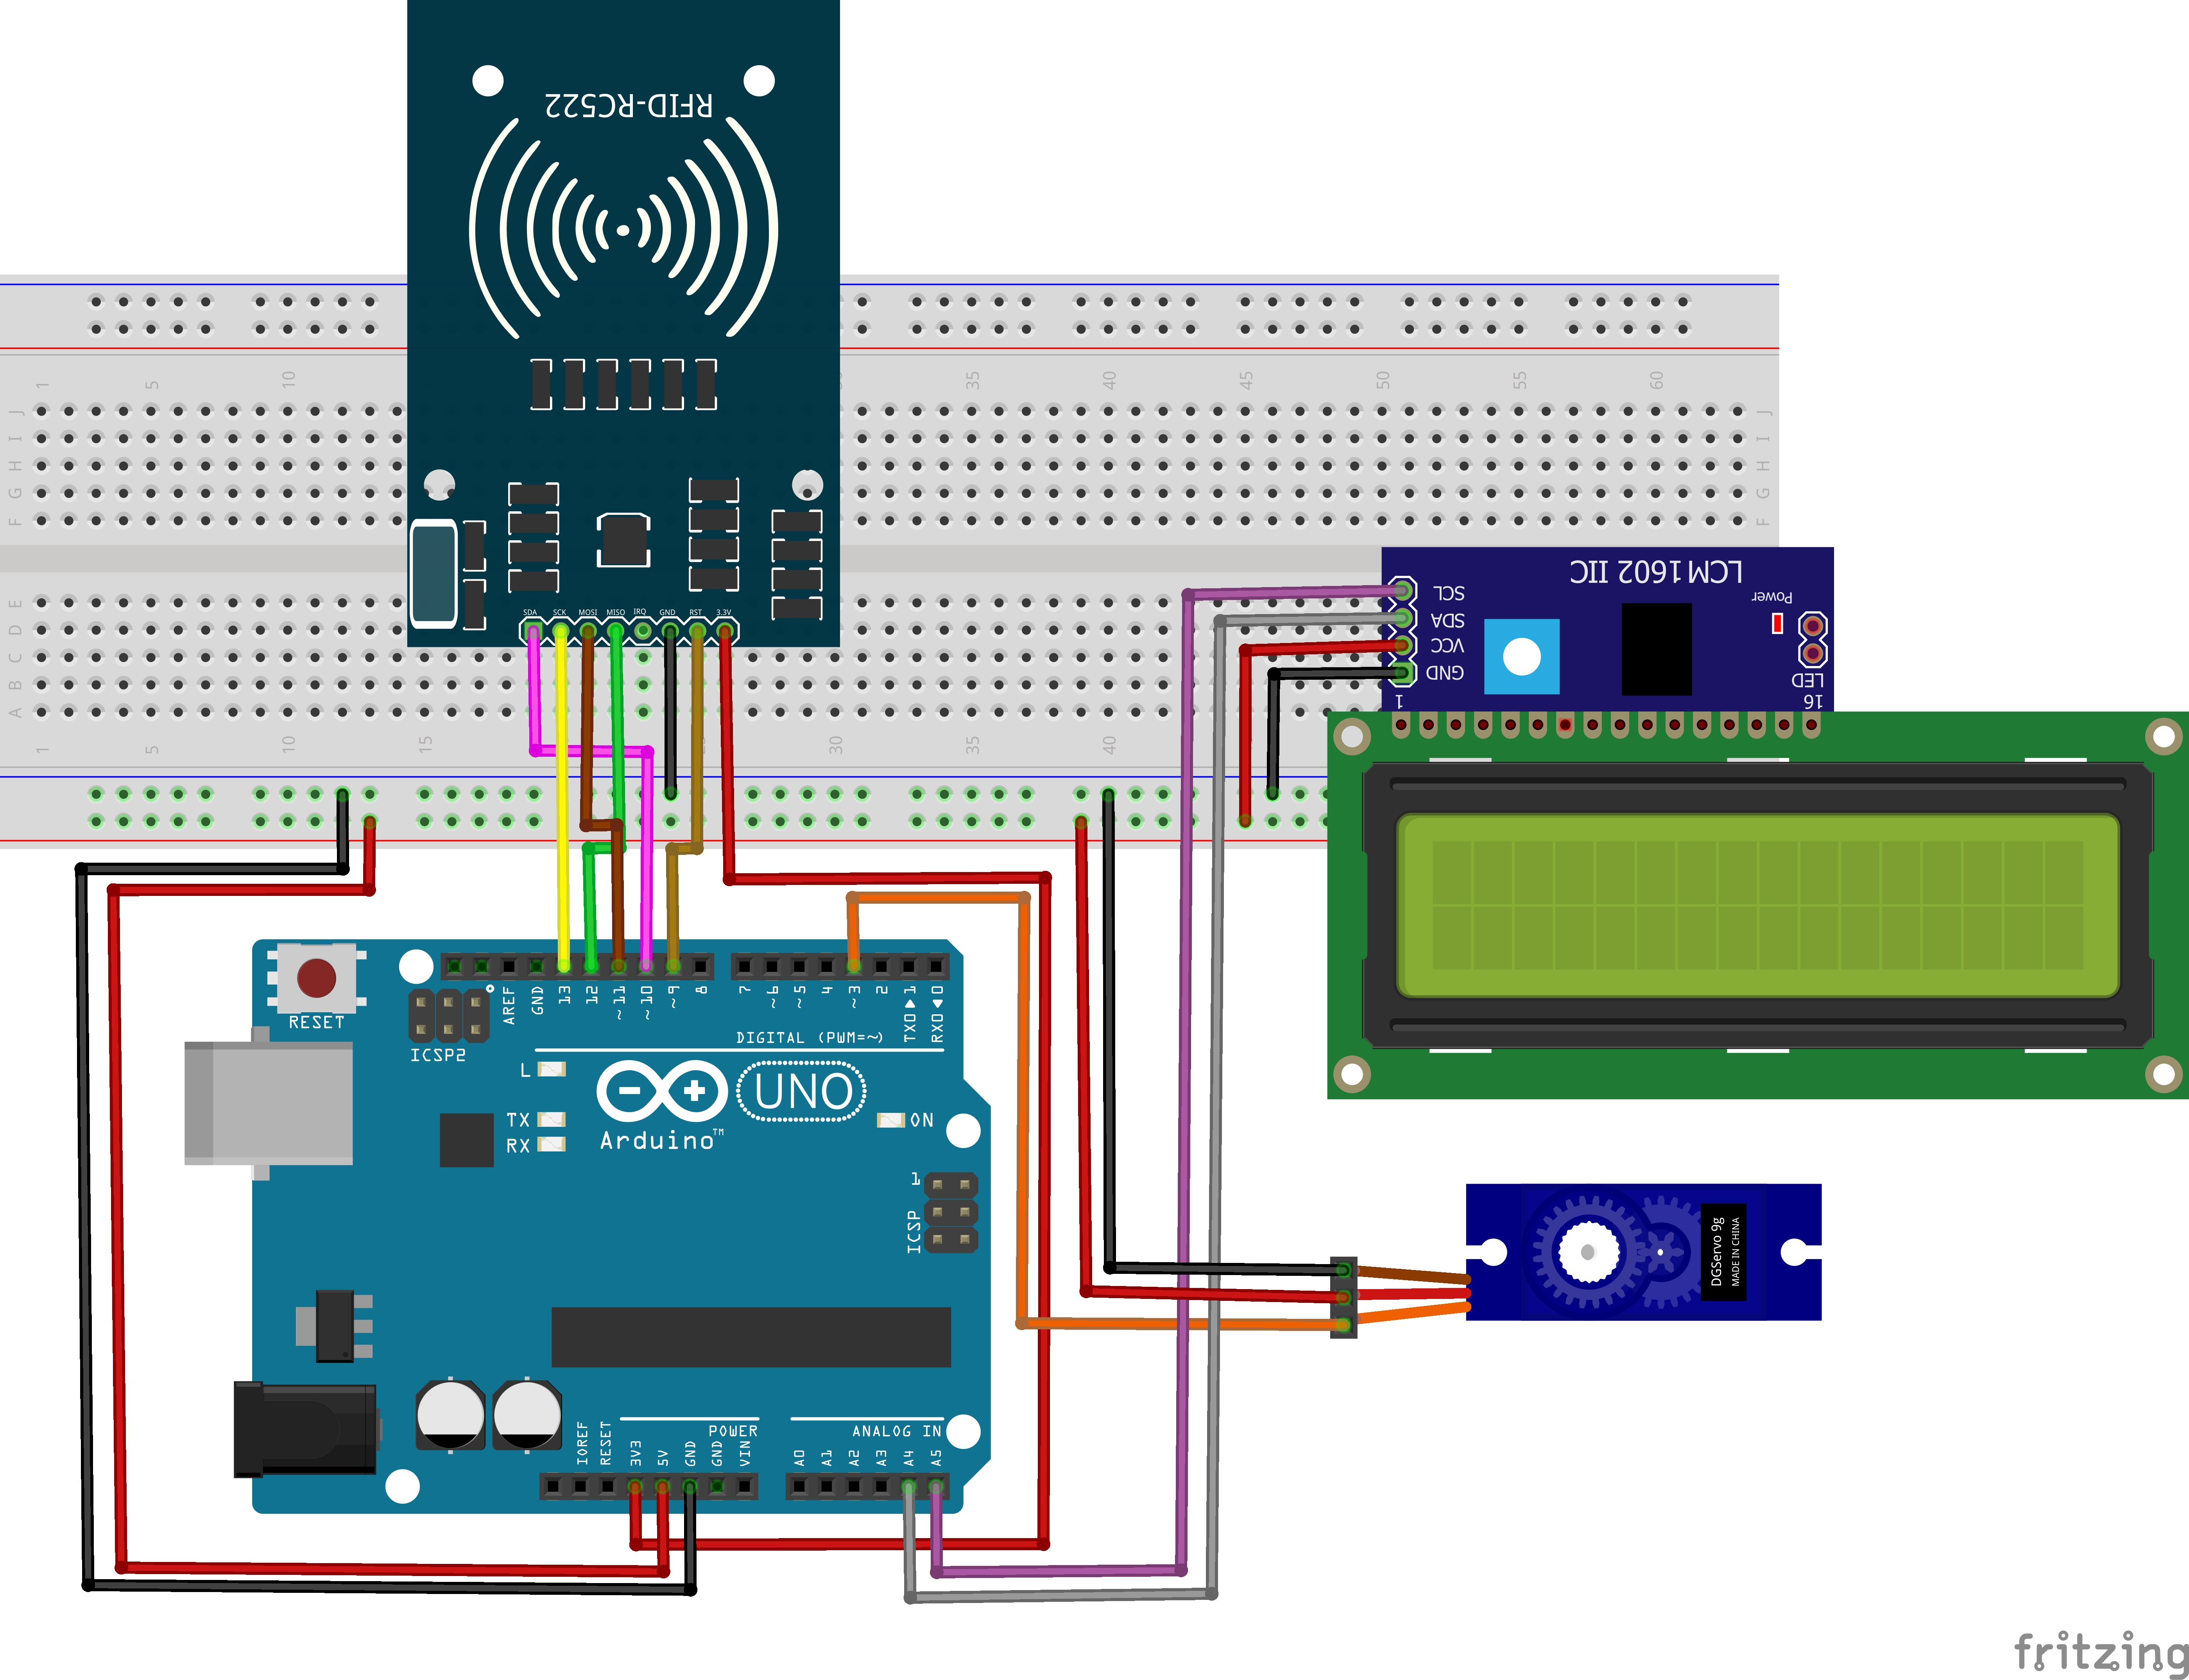 RFID-RC522
1 5 10 30 35 40 45 50 55 60
J J
I I
H H
G G
F F
SDA SCK MOSI MISO IRQ GND RST 3.3V
LCM1602 IIC
SCL
SDA
VCC
GND
Power
LED
1 16
E
D
C
B
A
1 5 10 15 30 35 40
RESET
ICSP2
AREF GND 13 12 ~11 ~10 ~9 8 7 ~6 ~5 4 ~3 2 TX0▶1 RX0◀0
DIGITAL (PWM=~)
L
TX
RX
UNO
Arduino™
ON
1
ICSP
DGServo 9g
MADE IN CHINA
POWER
ANALOG IN
IOREF RESET 3V3 5V GND GND VIN A0 A1 A2 A3 A4 A5
fritzing